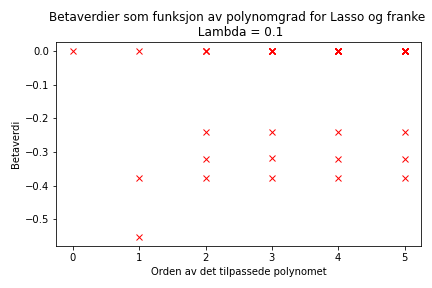 Betaverdier som funksjon av polynomgrad for Lasso og franke
Lambda = 0.1
0.0
−0.1
−0.2
−0.3
−0.4
−0.5
Betaverdi
0 1 2 3 4 5
Orden av det tilpassede polynomet